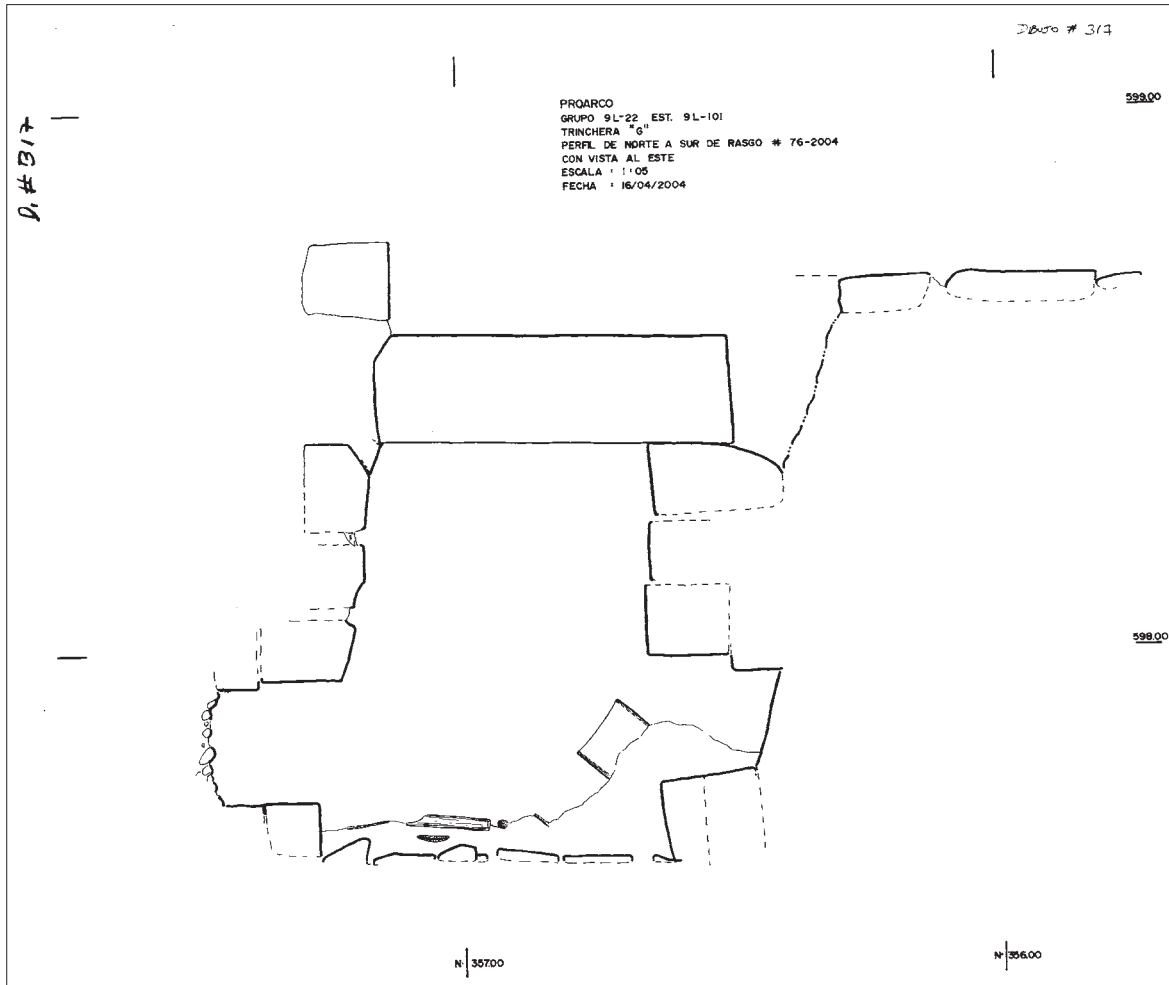 DIBUJO # 317
599.00
D. # 317
PROARCO
GRUPO 9L-22 EST. 9L-101
TRINCHERA "G"
PERFIL DE NORTE A SUR DE RASGO # 76-2004
CON VISTA AL ESTE
ESCALA : 1:05
FECHA : 16/04/2004
598.00
N 357.00
N 356.00